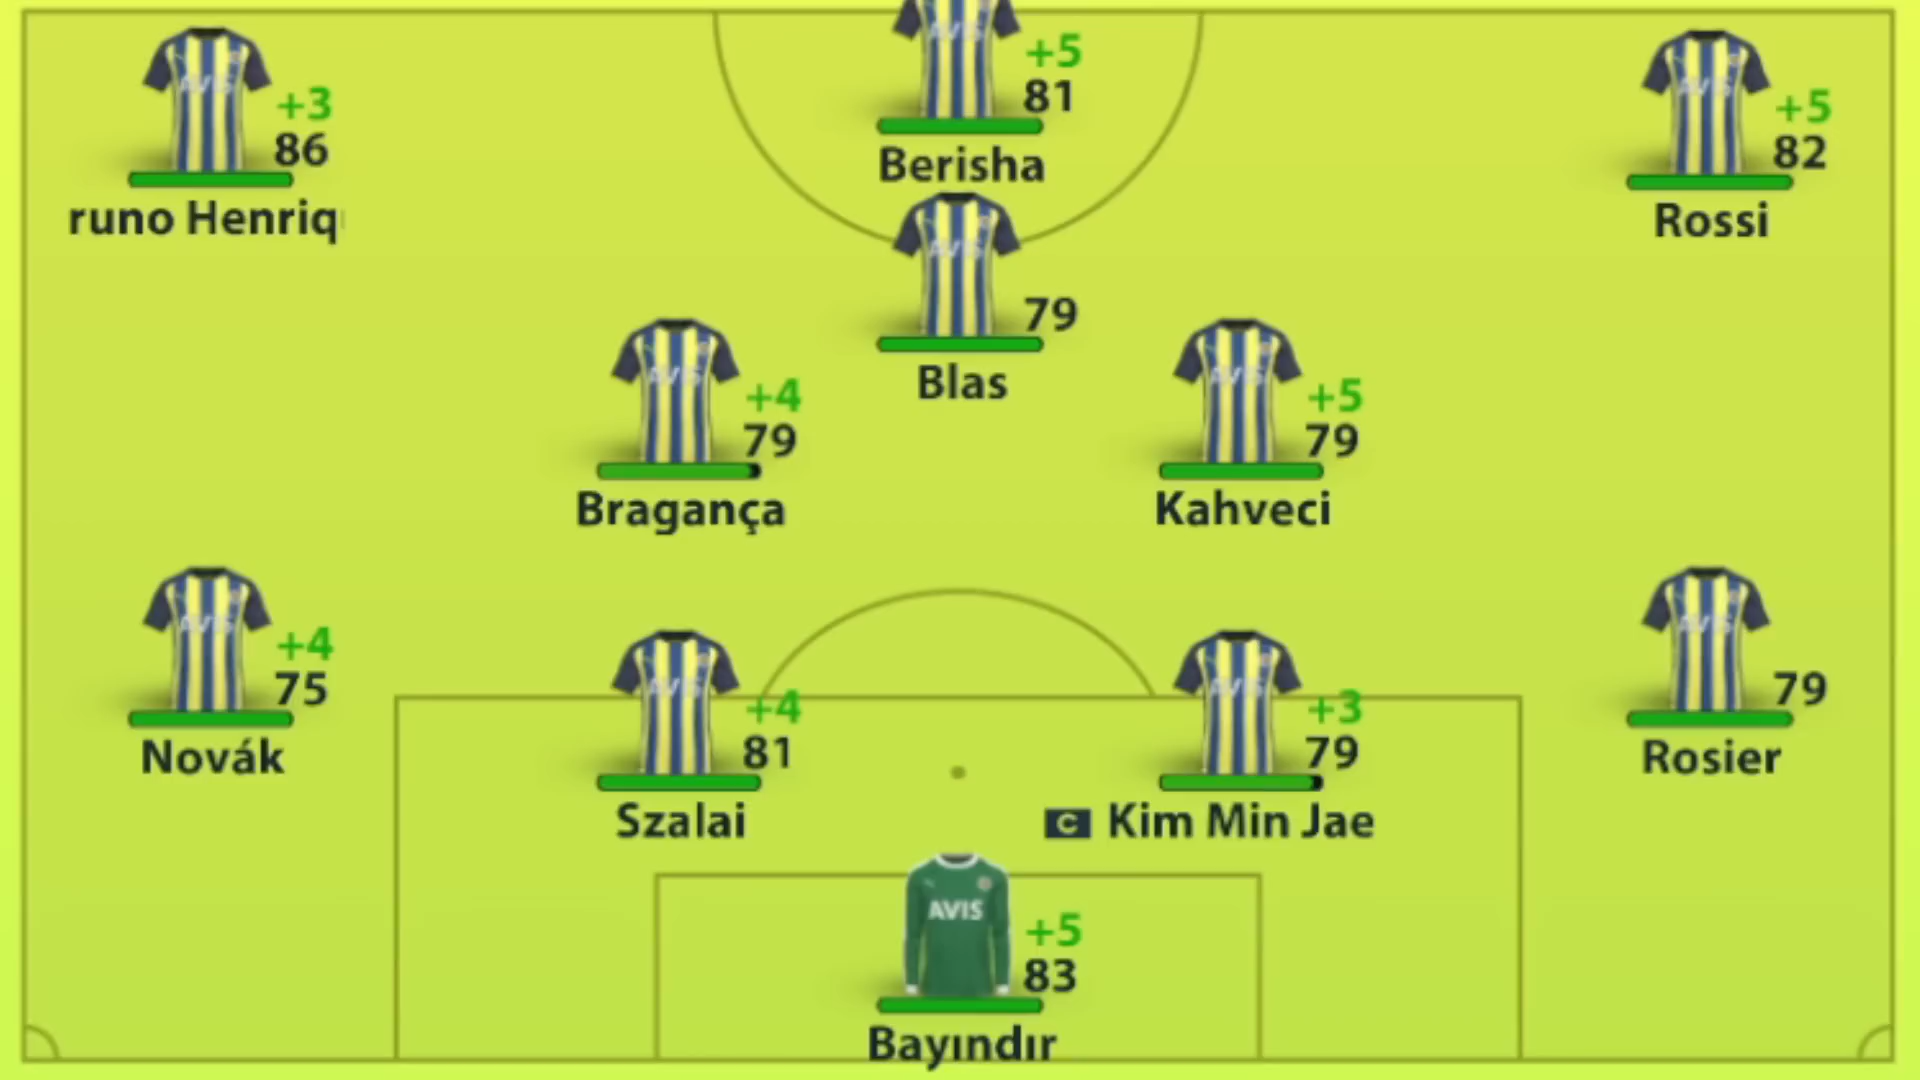 +5
81
Berisha
+3
86
runo Henriq
+5
82
Rossi
79
Blas
+4
79
Bragança
+5
79
Kahveci
+4
75
Novák
+4
81
Szalai
+3
79
C Kim Min Jae
79
Rosier
AVIS
+5
83
Bayındır